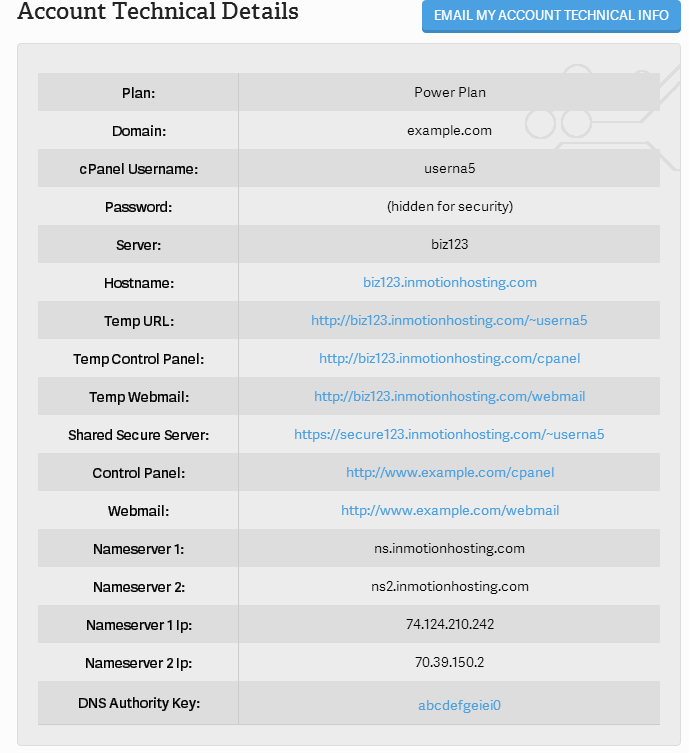 Account Technical Details
EMAIL MY ACCOUNT TECHNICAL INFO
Plan: Power Plan
Domain: example.com
cPanel Username: userna5
Password: (hidden for security)
Server: biz123
Hostname: biz123.inmotionhosting.com
Temp URL: http://biz123.inmotionhosting.com/~userna5
Temp Control Panel: http://biz123.inmotionhosting.com/cpanel
Temp Webmail: http://biz123.inmotionhosting.com/webmail
Shared Secure Server: https://secure123.inmotionhosting.com/~userna5
Control Panel: http://www.example.com/cpanel
Webmail: http://www.example.com/webmail
Nameserver 1: ns.inmotionhosting.com
Nameserver 2: ns2.inmotionhosting.com
Nameserver 1 Ip: 74.124.210.242
Nameserver 2 Ip: 70.39.150.2
DNS Authority Key: abcdefgeiei0